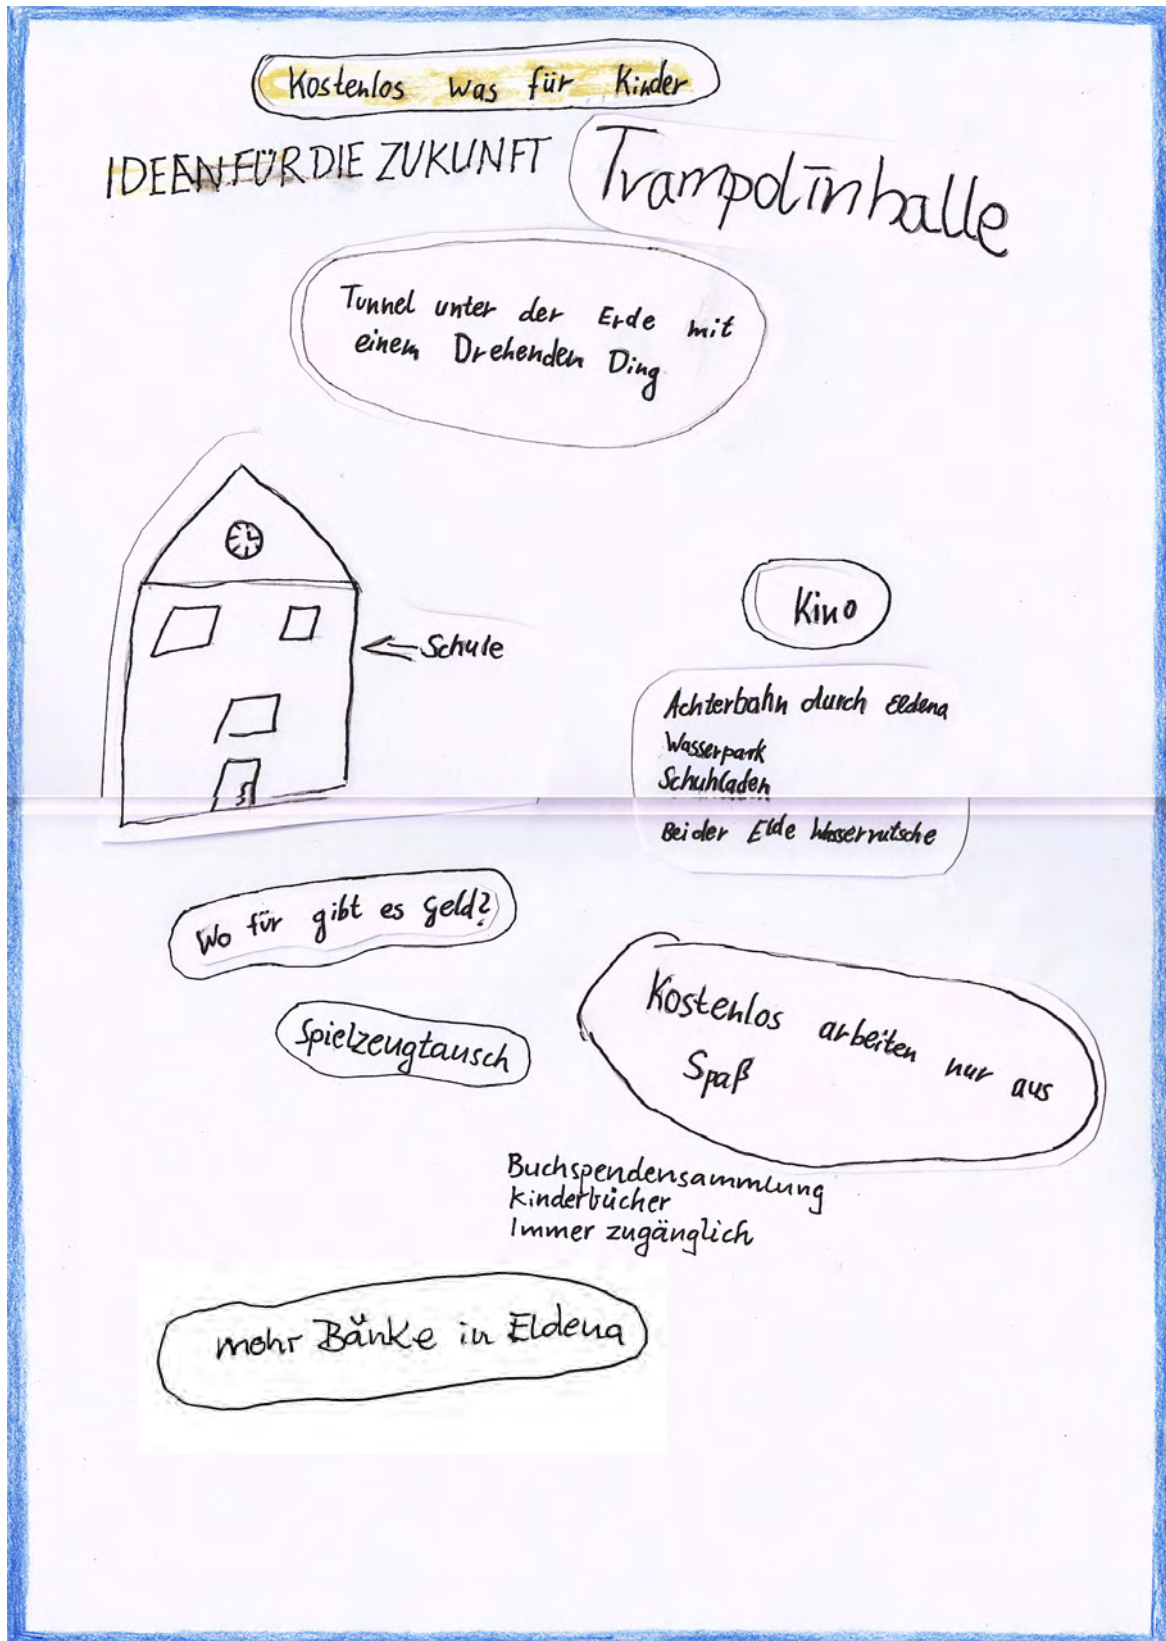 Kostenlos was für Kinder
IDEEN FÜR DIE ZUKUNFT
Trampolinhalle
Tunnel unter der Erde mit
einem Drehenden Ding
Schule
Kino
Achterbahn durch Eldena
Wasserpark
Schuhladen
Bei der Elde Wasserrutsche
Wo für gibt es Geld?
Spielzeugtausch
Kostenlos arbeiten nur aus
Spaß
Buchspendensammlung
Kinderbücher
Immer zugänglich
mehr Bänke in Eldena